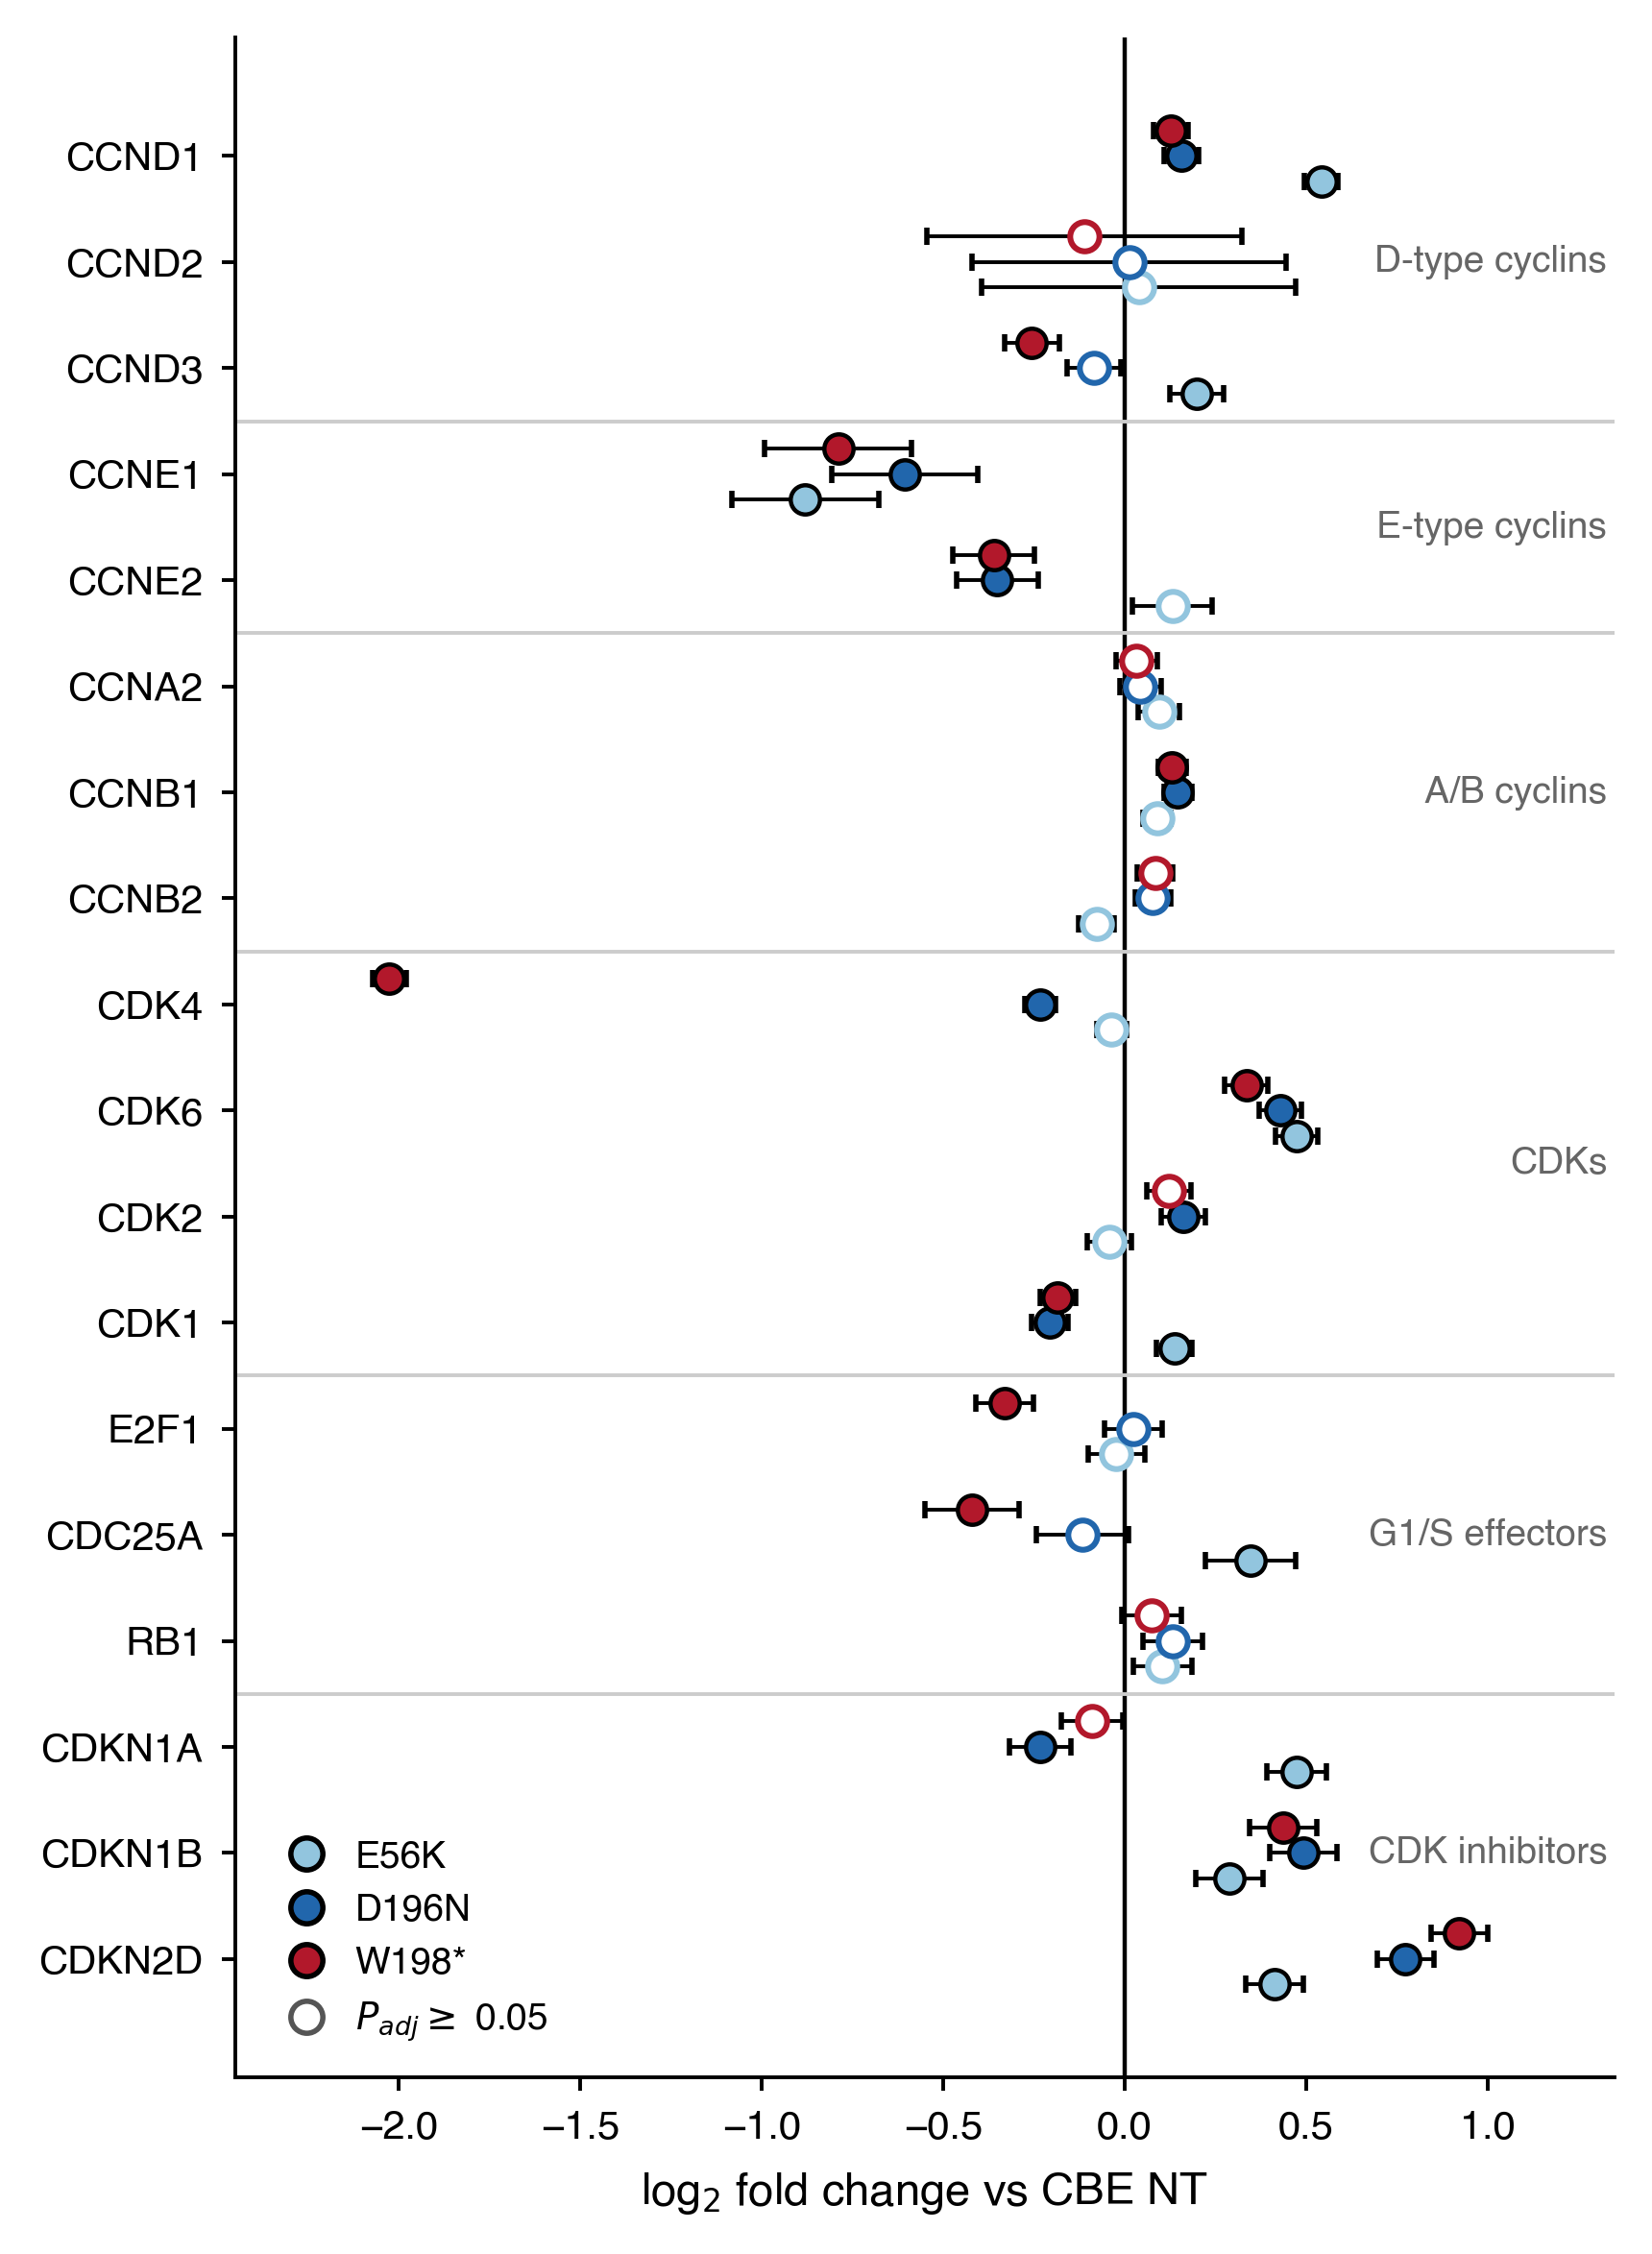 CCND1
CCND2
D-type cyclins
CCND3
CCNE1
E-type cyclins
CCNE2
CCNA2
CCNB1
A/B cyclins
CCNB2
CDK4
CDK6
CDKs
CDK2
CDK1
E2F1
CDC25A
G1/S effectors
RB1
CDKN1A
CDKN1B
CDK inhibitors
CDKN2D
E56K
D196N
W198*
P_adj ≥ 0.05
−2.0 −1.5 −1.0 −0.5 0.0 0.5 1.0
log₂ fold change vs CBE NT